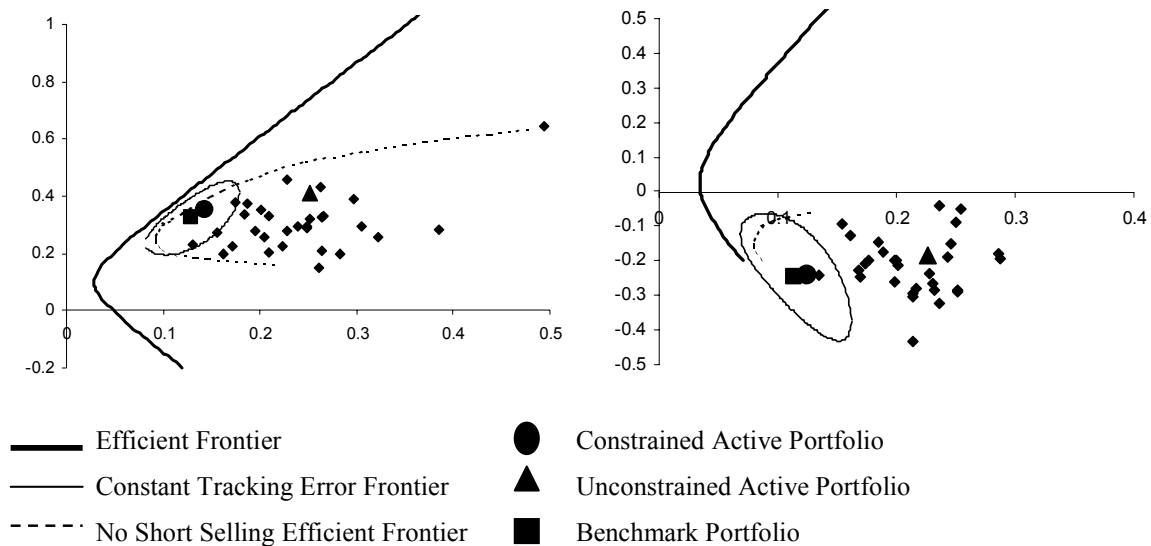 1
0.8
0.6
0.4
0.2
0
-0.2
0 0.1 0.2 0.3 0.4 0.5
0.5
0.4
0.3
0.2
0.1
0
-0.1
-0.2
-0.3
-0.4
-0.5
0 0.1 0.2 0.3 0.4
Efficient Frontier
Constant Tracking Error Frontier
No Short Selling Efficient Frontier
Constrained Active Portfolio
Unconstrained Active Portfolio
Benchmark Portfolio